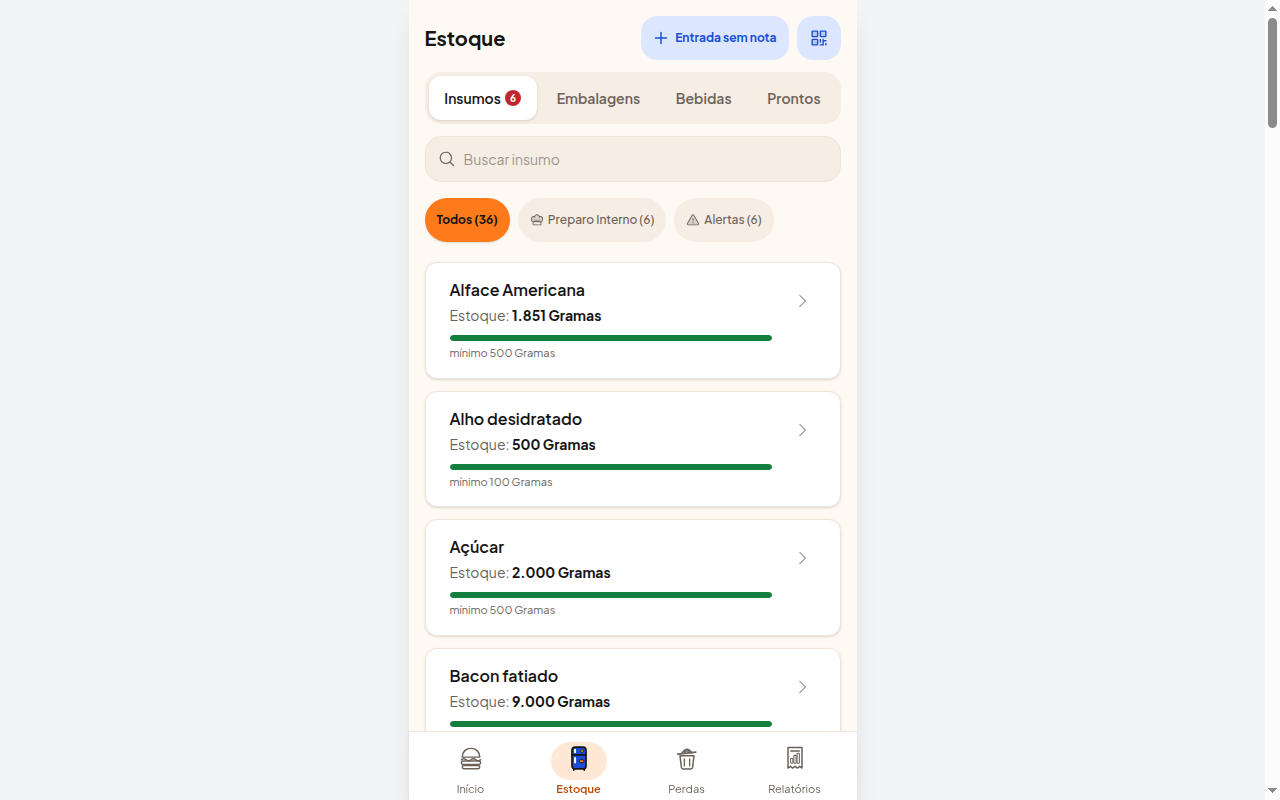 Estoque
Entrada sem nota
Insumos 6
Embalagens
Bebidas
Prontos
Buscar insumo
Todos (36)
Preparo Interno (6)
Alertas (6)
Alface Americana
Estoque: 1.851 Gramas
mínimo 500 Gramas
Alho desidratado
Estoque: 500 Gramas
mínimo 100 Gramas
Açúcar
Estoque: 2.000 Gramas
mínimo 500 Gramas
Bacon fatiado
Estoque: 9.000 Gramas
Início
Estoque
Perdas
Relatórios